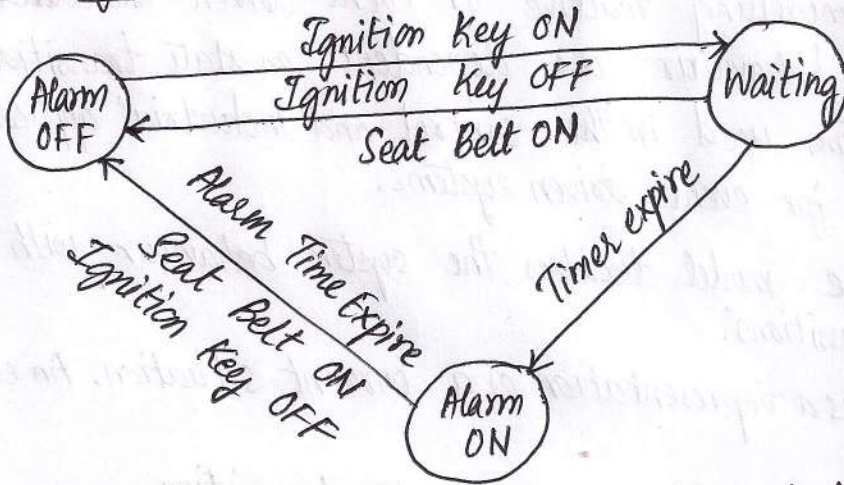 Ignition Key ON
Ignition Key OFF
Seat Belt ON
Alarm
OFF
Waiting
Timer expire
Alarm Time Expire
Seat Belt ON
Ignition Key OFF
Alarm
ON